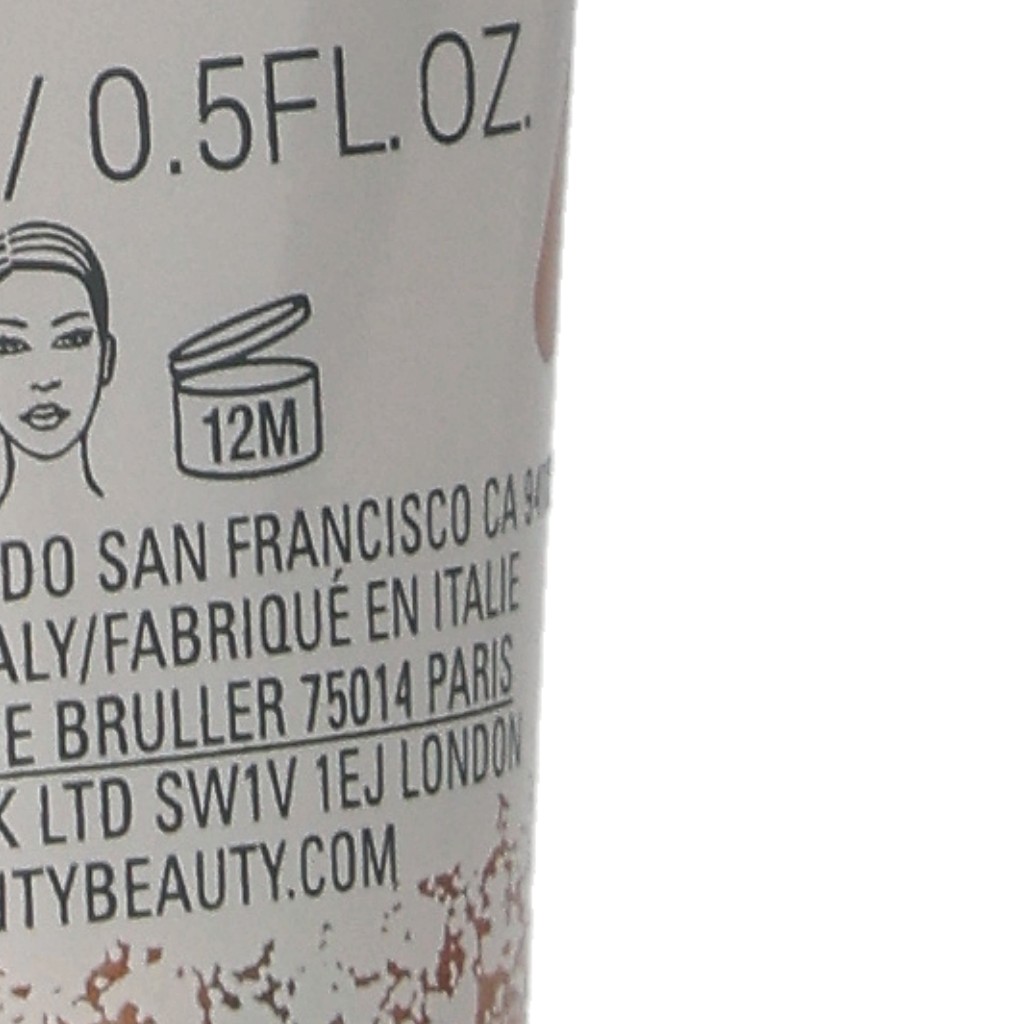 / 0.5FL.OZ.
12M
DO SAN FRANCISCO CA
ALY/FABRIQUÉ EN ITALIE
E BRULLER 75014 PARIS
K LTD SW1V 1EJ LONDON
ITYBEAUTY.COM